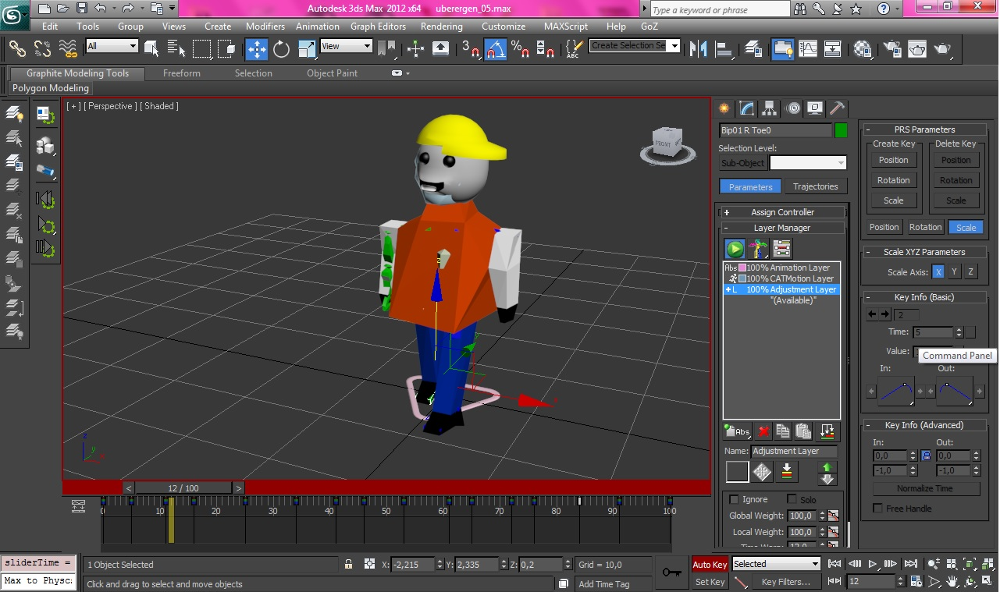 Autodesk 3ds Max 2012 x64 uberergen_05.max
Type a keyword or phrase
Edit Tools Group Views Create Modifiers Animation Graph Editors Rendering Customize MAXScript Help GoZ
All
View
3
ABC
Create Selection Se
Graphite Modeling Tools Freeform Selection Object Paint
Polygon Modeling
[ + ] [ Perspective ] [ Shaded ]
FRONT
z
x
z
y
x
Bip01 R Toe0
Selection Level:
Sub-Object
Parameters Trajectories
+ Assign Controller
- Layer Manager
Abs 100% Animation Layer
100% CATMotion Layer
+ L 100% Adjustment Layer
"(Available)"
Abs
Name: Adjustment Layer
Ignore Solo
Global Weight: 100,0
Local Weight: 100,0
- PRS Parameters
Create Key Delete Key
Position Position
Rotation Rotation
Scale Scale
Position Rotation Scale
- Scale XYZ Parameters
Scale Axis: X Y Z
- Key Info (Basic)
2
Time: 5
Value:
Command Panel
In: Out:
- Key Info (Advanced)
In: Out:
0,0 0,0
-1,0 -1,0
Normalize Time
Free Handle
< 12 / 100 >
0 10 20 30 40 50 60 70 80 90 100
sliderTime =
Max to Physc
1 Object Selected
X: -2,215 Y: 2,335 Z: 0,2
Grid = 10,0
Click and drag to select and move objects
Add Time Tag
Auto Key Selected
Set Key Key Filters...
12